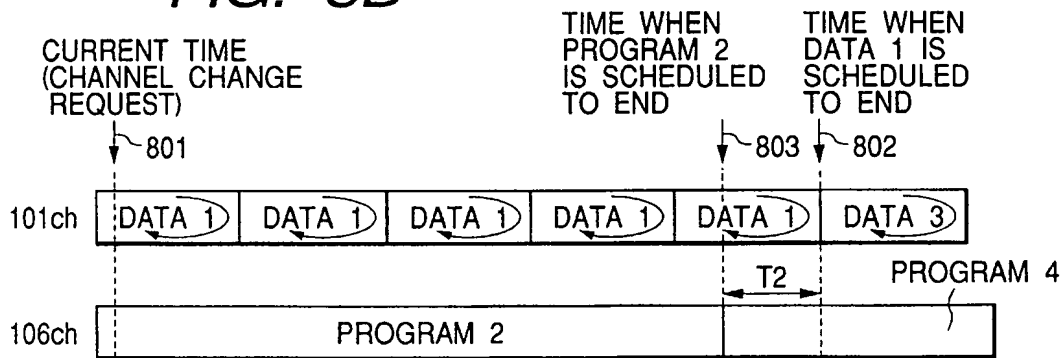 CURRENT TIME
(CHANNEL CHANGE
REQUEST)
TIME WHEN
PROGRAM 2
IS SCHEDULED
TO END
TIME WHEN
DATA 1 IS
SCHEDULED
TO END
801
803
802
101ch
DATA 1
DATA 1
DATA 1
DATA 1
DATA 1
DATA 3
T2
PROGRAM 4
106ch
PROGRAM 2